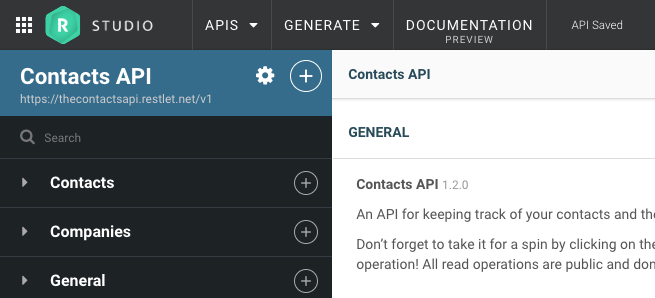 R STUDIO APIS GENERATE DOCUMENTATION API Saved
PREVIEW
Contacts API
https://thecontactsapi.restlet.net/v1
Search
Contacts
Companies
General
Contacts API
GENERAL
Contacts API 1.2.0
An API for keeping track of your contacts and the
Don't forget to take it for a spin by clicking on the
operation! All read operations are public and don